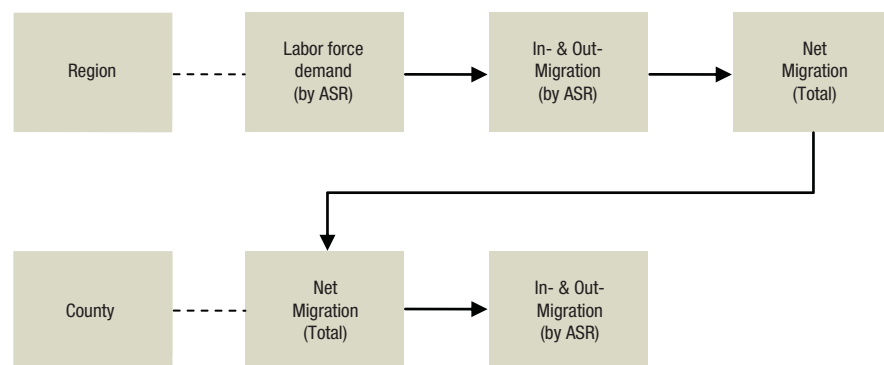 Region
Labor force
demand
(by ASR)
In- & Out-
Migration
(by ASR)
Net
Migration
(Total)
County
Net
Migration
(Total)
In- & Out-
Migration
(by ASR)